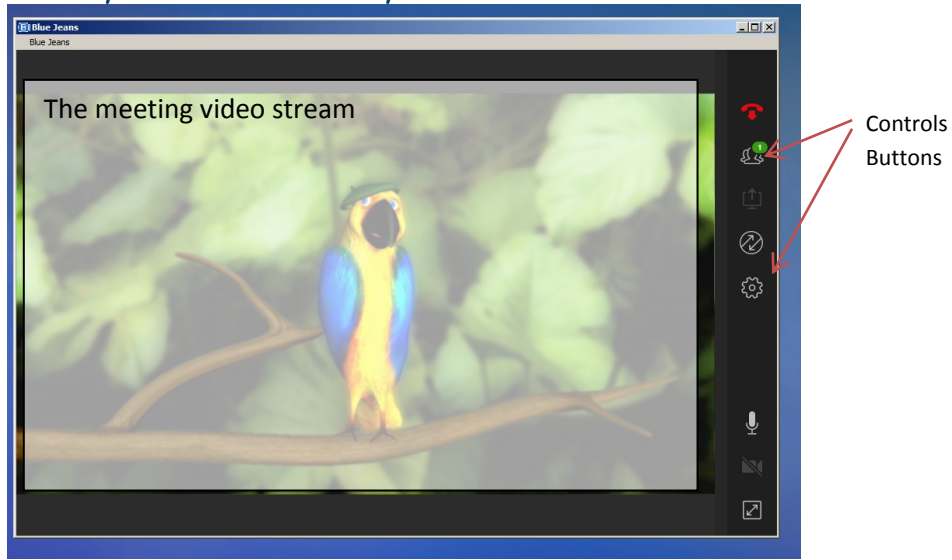 Blue Jeans
Blue Jeans
The meeting video stream
1
Controls
Buttons